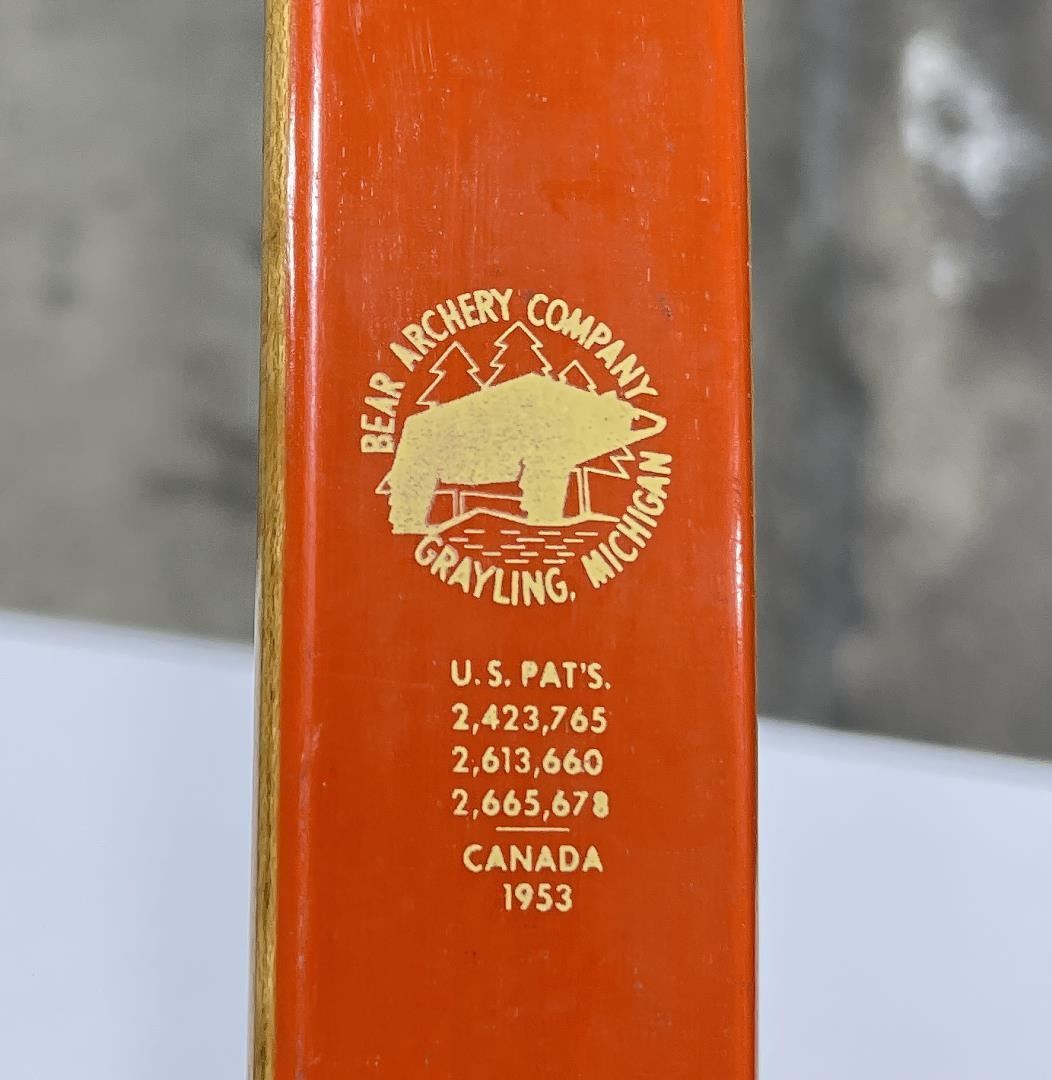 BEAR ARCHERY COMPANY
GRAYLING, MICHIGAN
U.S. PAT'S.
2,423,765
2,613,660
2,665,678
CANADA
1953